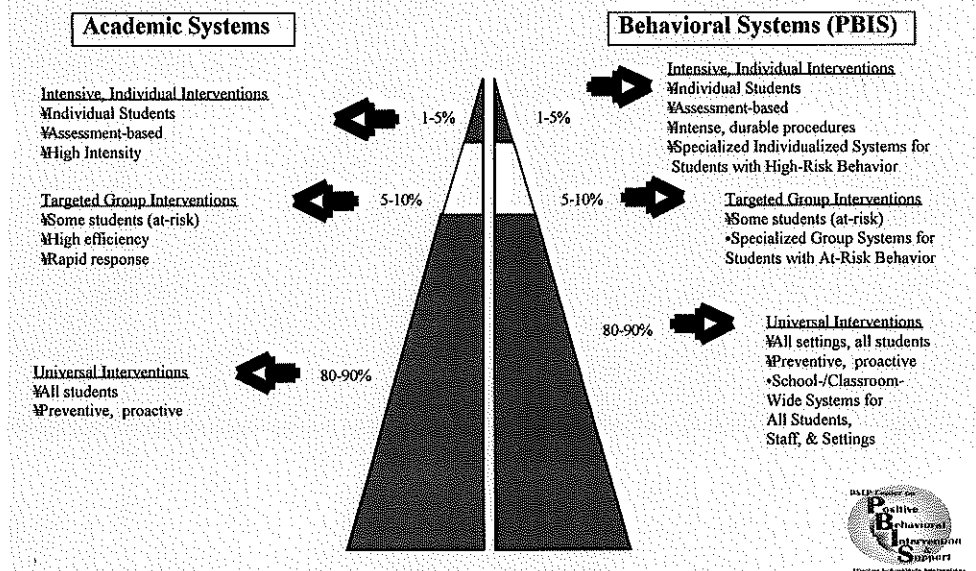 Academic Systems
Behavioral Systems (PBIS)
Intensive, Individual Interventions
¥Individual Students
¥Assessment-based
¥High Intensity
1-5%
1-5%
Intensive, Individual Interventions
¥Individual Students
¥Assessment-based
¥Intense, durable procedures
¥Specialized Individualized Systems for
Students with High-Risk Behavior
Targeted Group Interventions
¥Some students (at-risk)
¥High efficiency
¥Rapid response
5-10%
5-10%
Targeted Group Interventions
¥Some students (at-risk)
•Specialized Group Systems for
Students with At-Risk Behavior
Universal Interventions
¥All students
¥Preventive, proactive
80-90%
80-90%
Universal Interventions
¥All settings, all students
¥Preventive, proactive
•School-/Classroom-
Wide Systems for
All Students,
Staff, & Settings
Center on
Positive
Behavioral
Intervention
&
Support